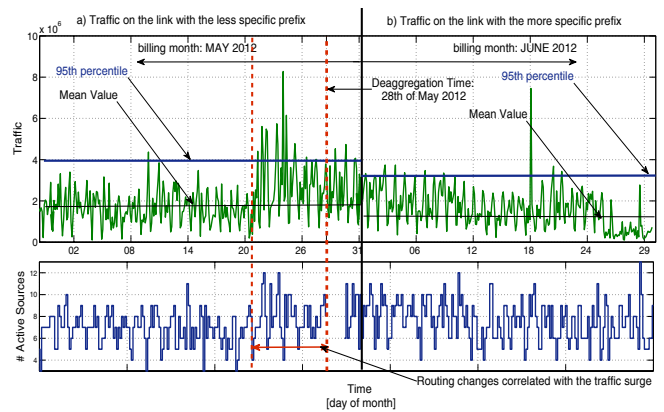 a) Traffic on the link with the less specific prefix
b) Traffic on the link with the more specific prefix
x 10^6
billing month: MAY 2012
billing month: JUNE 2012
95th percentile
95th percentile
Mean Value
Deaggregation Time:
28th of May 2012
Mean Value
Traffic
10
8
6
4
2
0
02 08 14 20 26 31 06 12 18 24 29
# Active Sources
12
10
8
6
4
Time
[day of month]
Routing changes correlated with the traffic surge